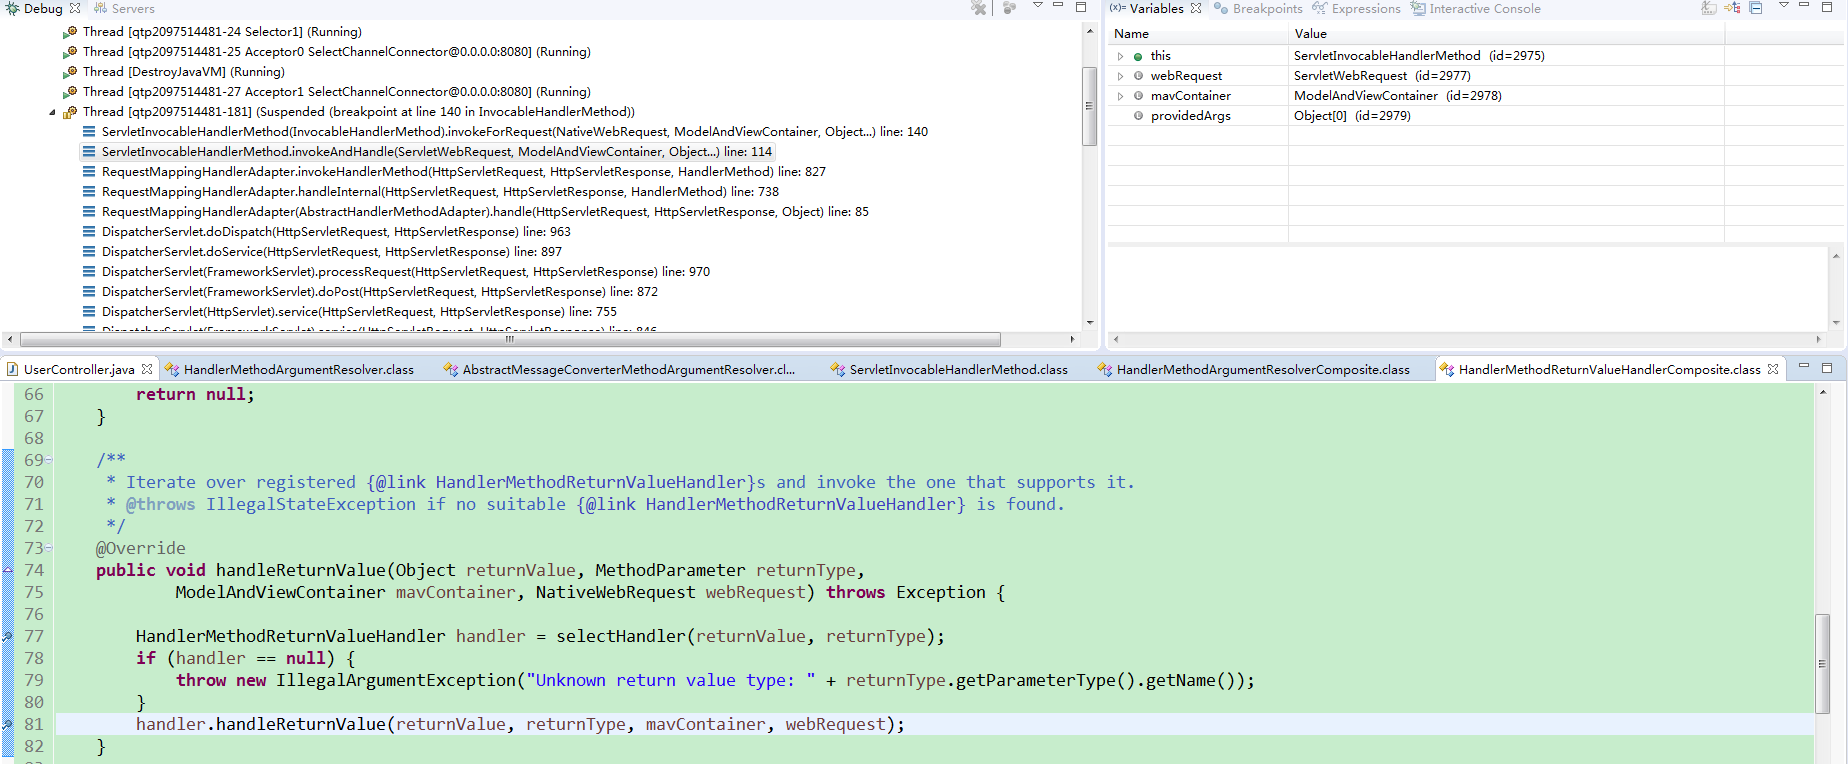 Debug Servers
Thread [qtp2097514481-24 Selector1] (Running)
Thread [qtp2097514481-25 Acceptor0 SelectChannelConnector@0.0.0.0:8080] (Running)
Thread [DestroyJavaVM] (Running)
Thread [qtp2097514481-27 Acceptor1 SelectChannelConnector@0.0.0.0:8080] (Running)
Thread [qtp2097514481-181] (Suspended (breakpoint at line 140 in InvocableHandlerMethod))
ServletInvocableHandlerMethod(InvocableHandlerMethod).invokeForRequest(NativeWebRequest, ModelAndViewContainer, Object...) line: 140
ServletInvocableHandlerMethod.invokeAndHandle(ServletWebRequest, ModelAndViewContainer, Object...) line: 114
RequestMappingHandlerAdapter.invokeHandlerMethod(HttpServletRequest, HttpServletResponse, HandlerMethod) line: 827
RequestMappingHandlerAdapter.handleInternal(HttpServletRequest, HttpServletResponse, HandlerMethod) line: 738
RequestMappingHandlerAdapter(AbstractHandlerMethodAdapter).handle(HttpServletRequest, HttpServletResponse, Object) line: 85
DispatcherServlet.doDispatch(HttpServletRequest, HttpServletResponse) line: 963
DispatcherServlet.doService(HttpServletRequest, HttpServletResponse) line: 897
DispatcherServlet(FrameworkServlet).processRequest(HttpServletRequest, HttpServletResponse) line: 970
DispatcherServlet(FrameworkServlet).doPost(HttpServletRequest, HttpServletResponse) line: 872
DispatcherServlet(HttpServlet).service(HttpServletRequest, HttpServletResponse) line: 755
DispatcherServlet(FrameworkServlet).service(HttpServletRequest, HttpServletResponse) line: 846
(x)= Variables Breakpoints Expressions Interactive Console
Name Value
this ServletInvocableHandlerMethod (id=2975)
webRequest ServletWebRequest (id=2977)
mavContainer ModelAndViewContainer (id=2978)
providedArgs Object[0] (id=2979)
UserController.java HandlerMethodArgumentResolver.class AbstractMessageConverterMethodArgumentResolver.cl... ServletInvocableHandlerMethod.class HandlerMethodArgumentResolverComposite.class HandlerMethodReturnValueHandlerComposite.class
66 return null;
67 }
68
69 /**
70 * Iterate over registered {@link HandlerMethodReturnValueHandler}s and invoke the one that supports it.
71 * @throws IllegalStateException if no suitable {@link HandlerMethodReturnValueHandler} is found.
72 */
73 @Override
74 public void handleReturnValue(Object returnValue, MethodParameter returnType,
75 ModelAndViewContainer mavContainer, NativeWebRequest webRequest) throws Exception {
76
77 HandlerMethodReturnValueHandler handler = selectHandler(returnValue, returnType);
78 if (handler == null) {
79 throw new IllegalArgumentException("Unknown return value type: " + returnType.getParameterType().getName());
80 }
81 handler.handleReturnValue(returnValue, returnType, mavContainer, webRequest);
82 }